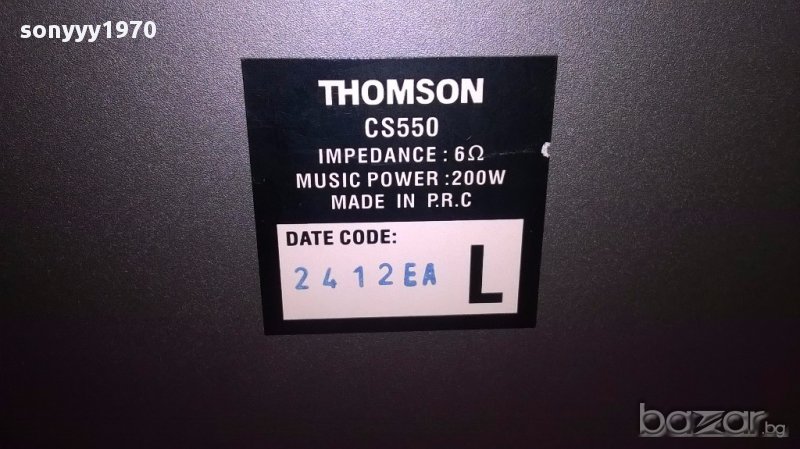 sonyyy1970
THOMSON
CS550
IMPEDANCE : 6Ω
MUSIC POWER :200W
MADE IN P.R.C
DATE CODE:
2412EA
L
bazar.bg